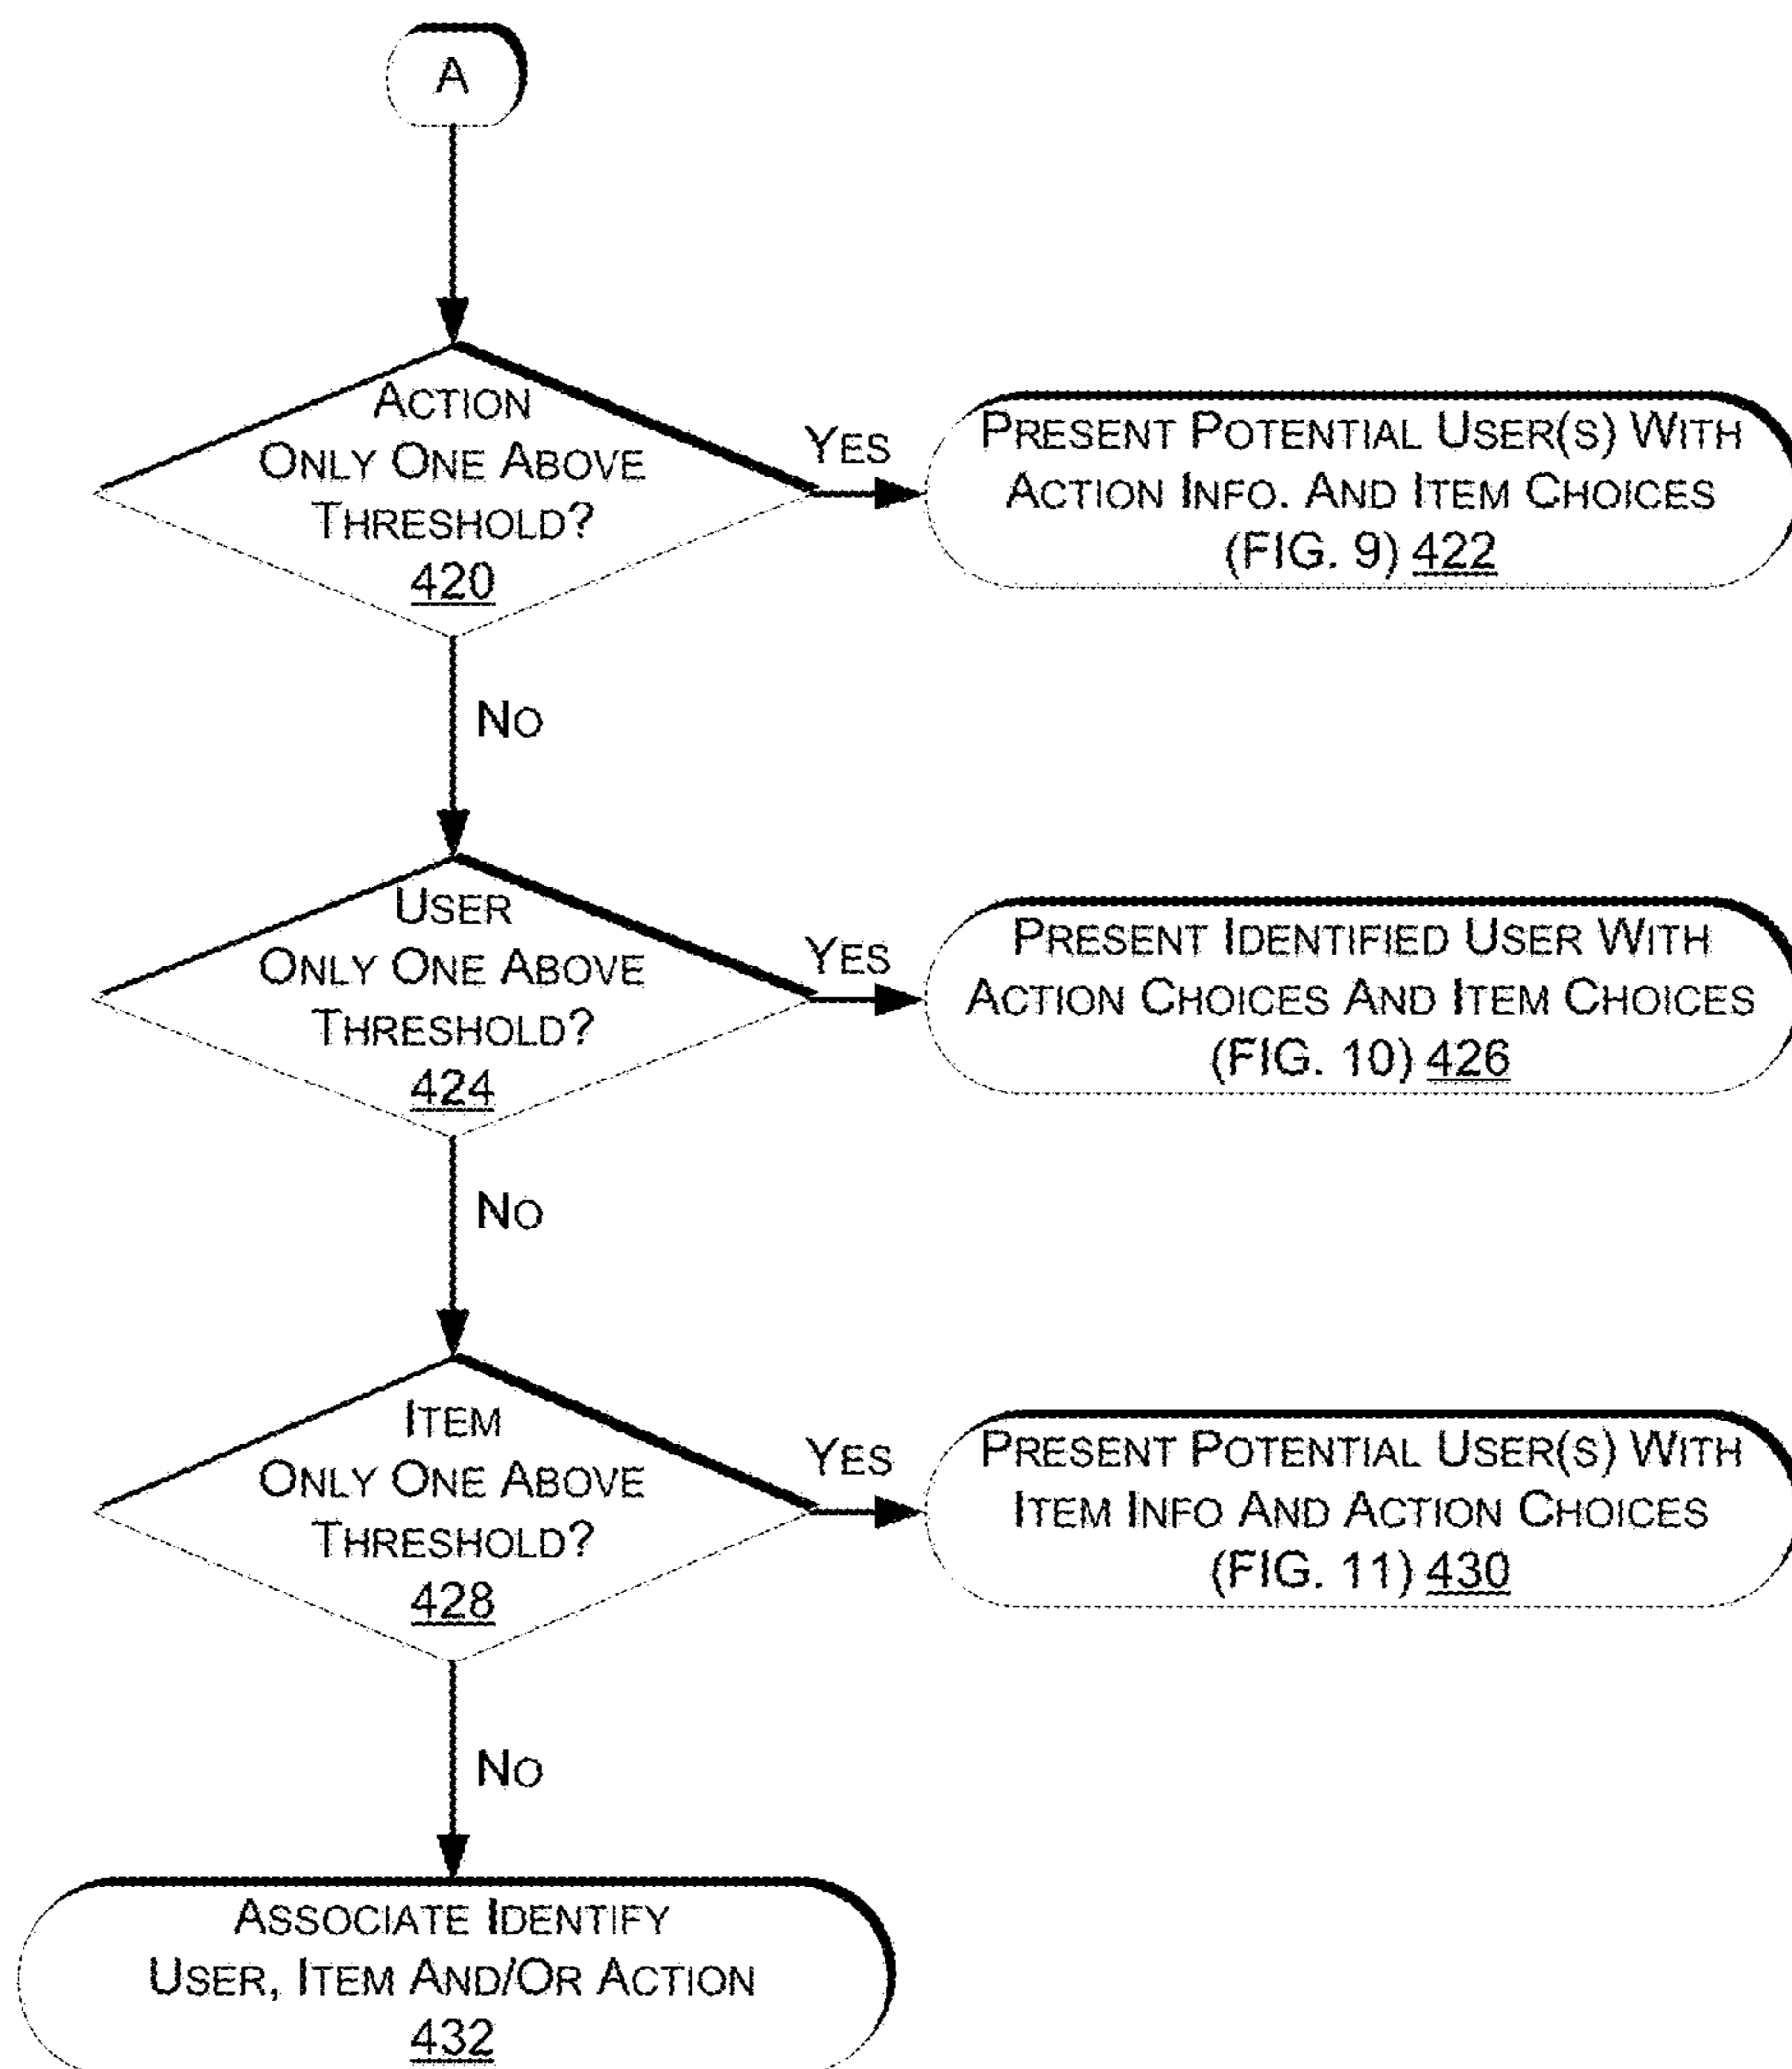 A
ACTION
ONLY ONE ABOVE
THRESHOLD?
420
YES
PRESENT POTENTIAL USER(S) WITH
ACTION INFO. AND ITEM CHOICES
(FIG. 9) 422
NO
USER
ONLY ONE ABOVE
THRESHOLD?
424
YES
PRESENT IDENTIFIED USER WITH
ACTION CHOICES AND ITEM CHOICES
(FIG. 10) 426
NO
ITEM
ONLY ONE ABOVE
THRESHOLD?
428
YES
PRESENT POTENTIAL USER(S) WITH
ITEM INFO AND ACTION CHOICES
(FIG. 11) 430
NO
ASSOCIATE IDENTIFY
USER, ITEM AND/OR ACTION
432